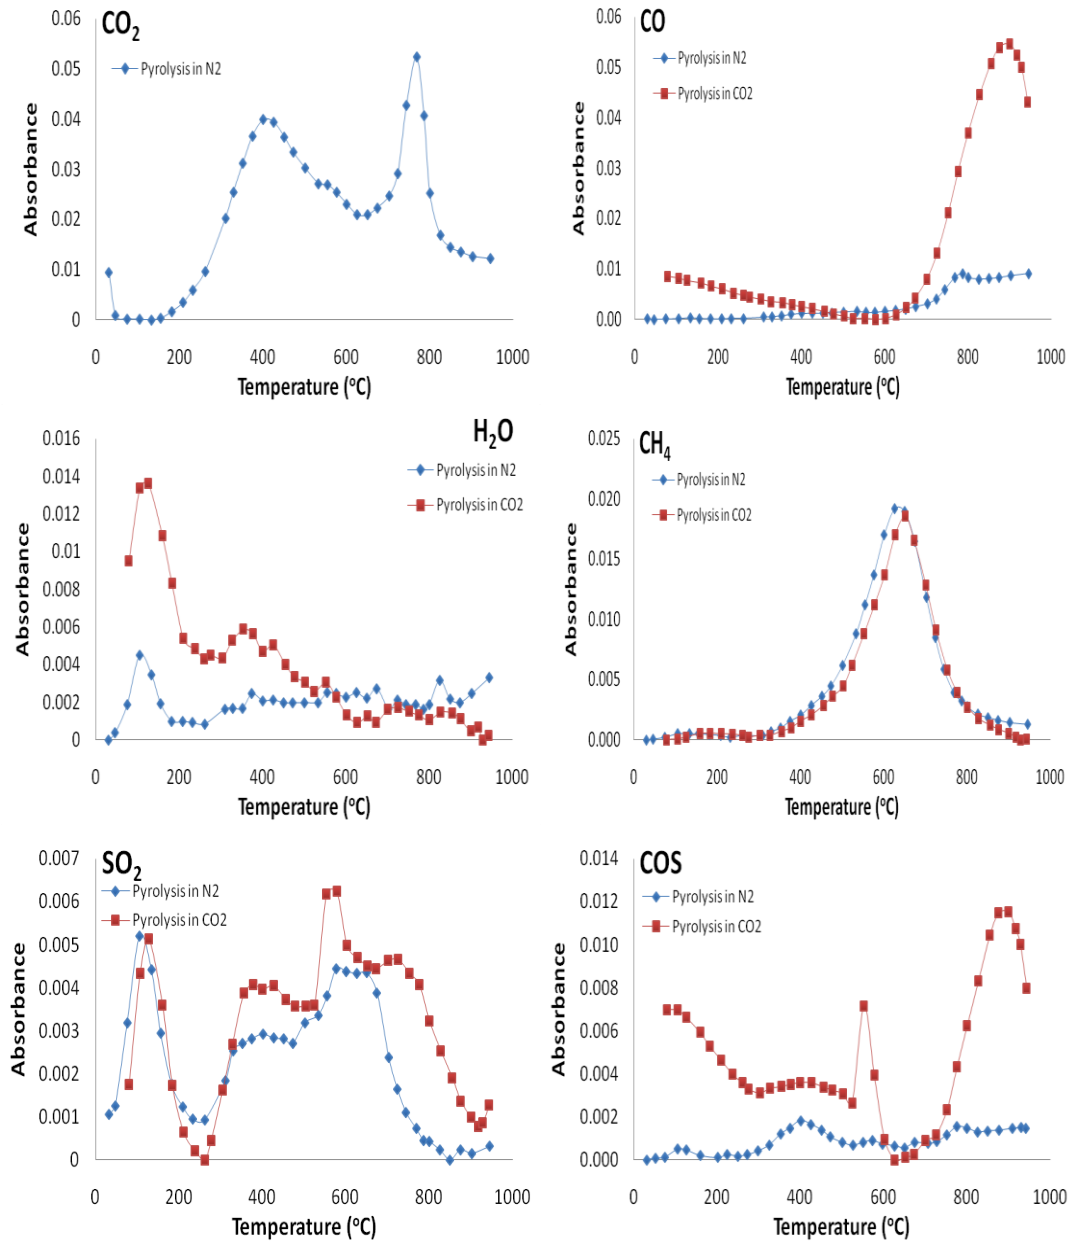 CO2
Pyrolysis in N2
Absorbance
0.06
0.05
0.04
0.03
0.02
0.01
0
0 200 400 600 800 1000
Temperature (oC)
CO
Pyrolysis in N2
Pyrolysis in CO2
Absorbance
0.06
0.05
0.04
0.03
0.02
0.01
0.00
0 200 400 600 800 1000
Temperature (oC)
H2O
Pyrolysis in N2
Pyrolysis in CO2
Absorbance
0.016
0.014
0.012
0.01
0.008
0.006
0.004
0.002
0
0 200 400 600 800 1000
Temperature (oC)
CH4
Pyrolysis in N2
Pyrolysis in CO2
Absorbance
0.025
0.020
0.015
0.010
0.005
0.000
0 200 400 600 800 1000
Temperature (oC)
SO2
Pyrolysis in N2
Pyrolysis in CO2
Absorbance
0.007
0.006
0.005
0.004
0.003
0.002
0.001
0
0 200 400 600 800 1000
Temperature (oC)
COS
Pyrolysis in N2
Pyrolysis in CO2
Absorbance
0.014
0.012
0.010
0.008
0.006
0.004
0.002
0.000
0 200 400 600 800 1000
Temperature (oC)